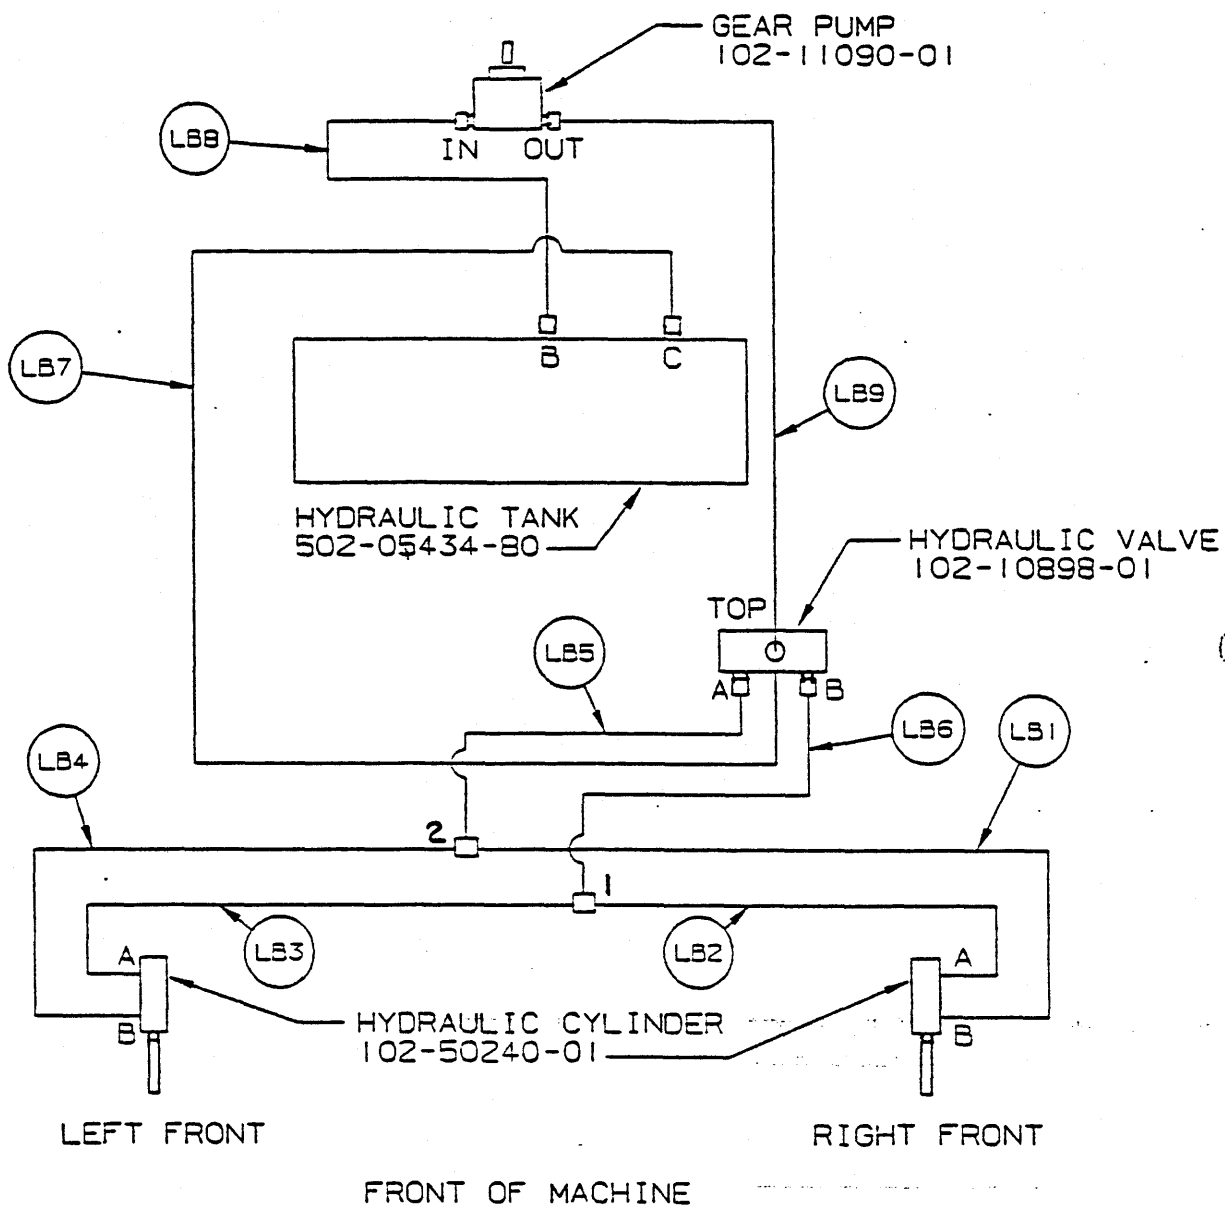 GEAR PUMP
102-11090-01
LB8
IN OUT
LB7
B C
LB9
HYDRAULIC TANK
502-05434-80
HYDRAULIC VALVE
102-10898-01
TOP
LB5
A B
LB6
LB1
LB4
2
1
LB3
LB2
A
A
HYDRAULIC CYLINDER
102-50240-01
B
B
LEFT FRONT
RIGHT FRONT
FRONT OF MACHINE